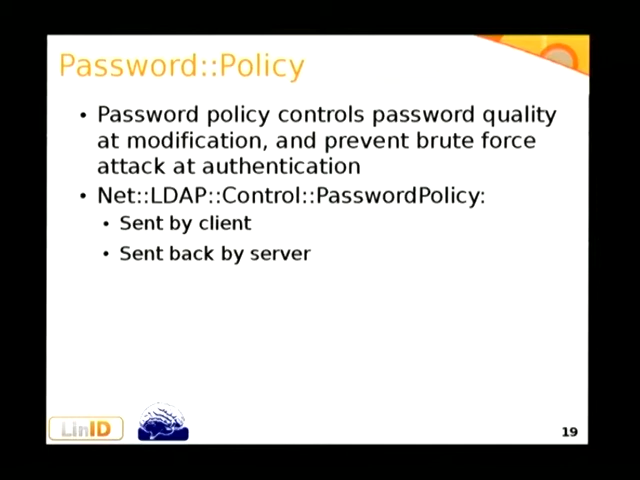 Password::Policy
• Password policy controls password quality
at modification, and prevent brute force
attack at authentication
• Net::LDAP::Control::PasswordPolicy:
• Sent by client
• Sent back by server
LinID
19